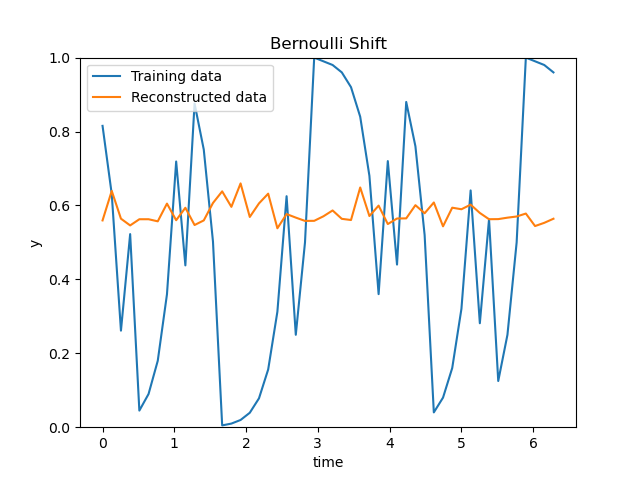 Bernoulli Shift
Training data
Reconstructed data
1.0
0.8
0.6
0.4
0.2
0.0
y
0 1 2 3 4 5 6
time